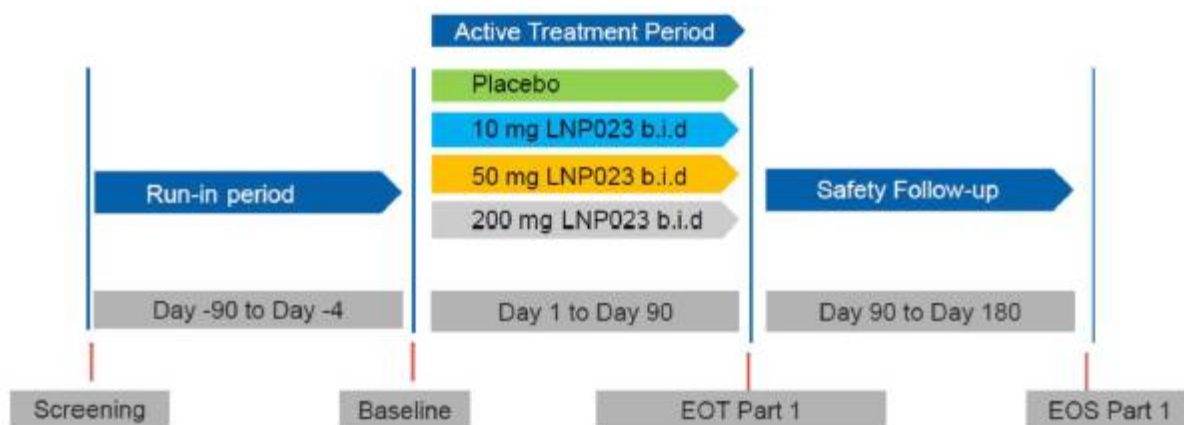 Active Treatment Period
Placebo
10 mg LNP023 b.i.d
50 mg LNP023 b.i.d
200 mg LNP023 b.i.d
Run-in period
Safety Follow-up
Day -90 to Day -4
Day 1 to Day 90
Day 90 to Day 180
Screening
Baseline
EOT Part 1
EOS Part 1